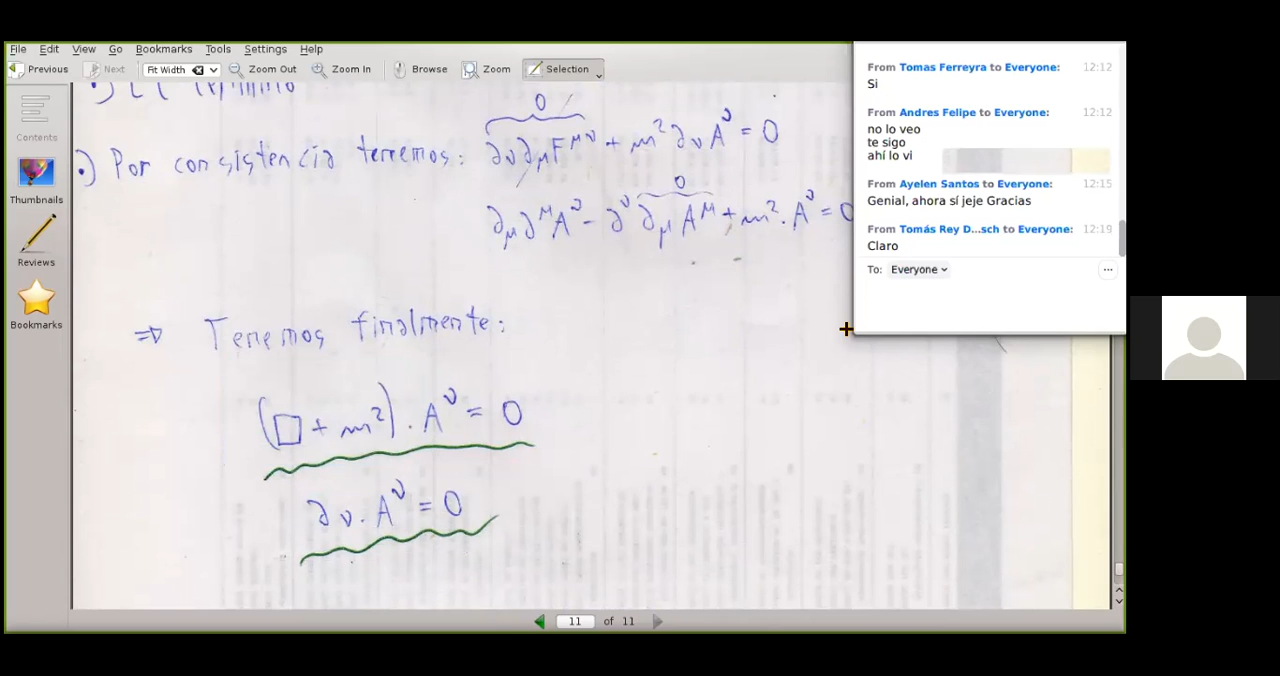 File Edit View Go Bookmarks Tools Settings Help
Previous Next Fit Width Zoom Out Zoom In Browse Zoom Selection
Contents
Thumbnails
Reviews
Bookmarks
0
•) Por consistencia tenemos: ∂ν∂μF^μν + m²∂νA^ν = 0
0
∂μ∂^μA^ν - ∂^ν∂μA^μ + m².A^ν = 0
⇒ Tenemos finalmente:
(□ + m²).A^ν = 0
∂ν.A^ν = 0
11 of 11
From Tomas Ferreyra to Everyone: 12:12
Si
From Andres Felipe to Everyone: 12:12
no lo veo
te sigo
ahí lo vi
From Ayelen Santos to Everyone: 12:15
Genial, ahora sí jeje Gracias
From Tomás Rey D...sch to Everyone: 12:19
Claro
To: Everyone ...